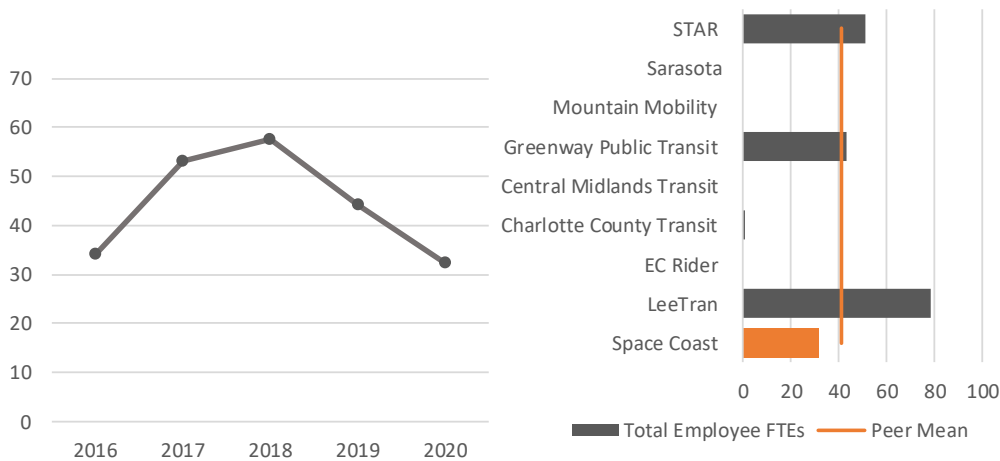 70
60
50
40
30
20
10
0
2016 2017 2018 2019 2020
STAR
Sarasota
Mountain Mobility
Greenway Public Transit
Central Midlands Transit
Charlotte County Transit
EC Rider
LeeTran
Space Coast
0 20 40 60 80 100
Total Employee FTEs Peer Mean